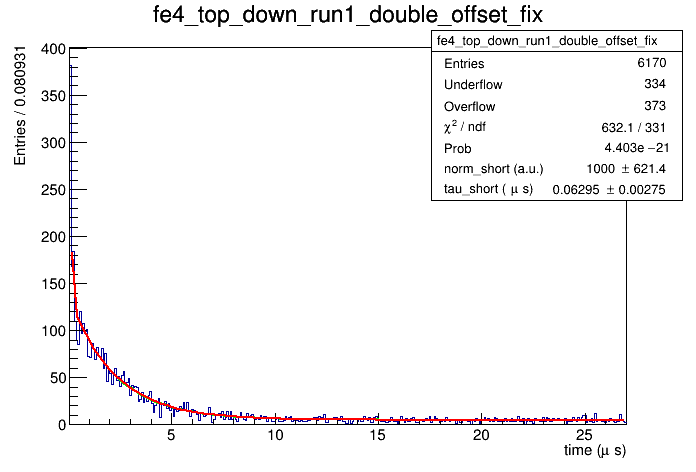 fe4_top_down_run1_double_offset_fix
fe4_top_down_run1_double_offset_fix
Entries 6170
Underflow 334
Overflow 373
χ² / ndf 632.1 / 331
Prob 4.403e −21
norm_short (a.u.) 1000 ± 621.4
tau_short ( μ s) 0.06295 ± 0.00275
Entries / 0.080931
400
350
300
250
200
150
100
50
0
5 10 15 20 25
time (μ s)